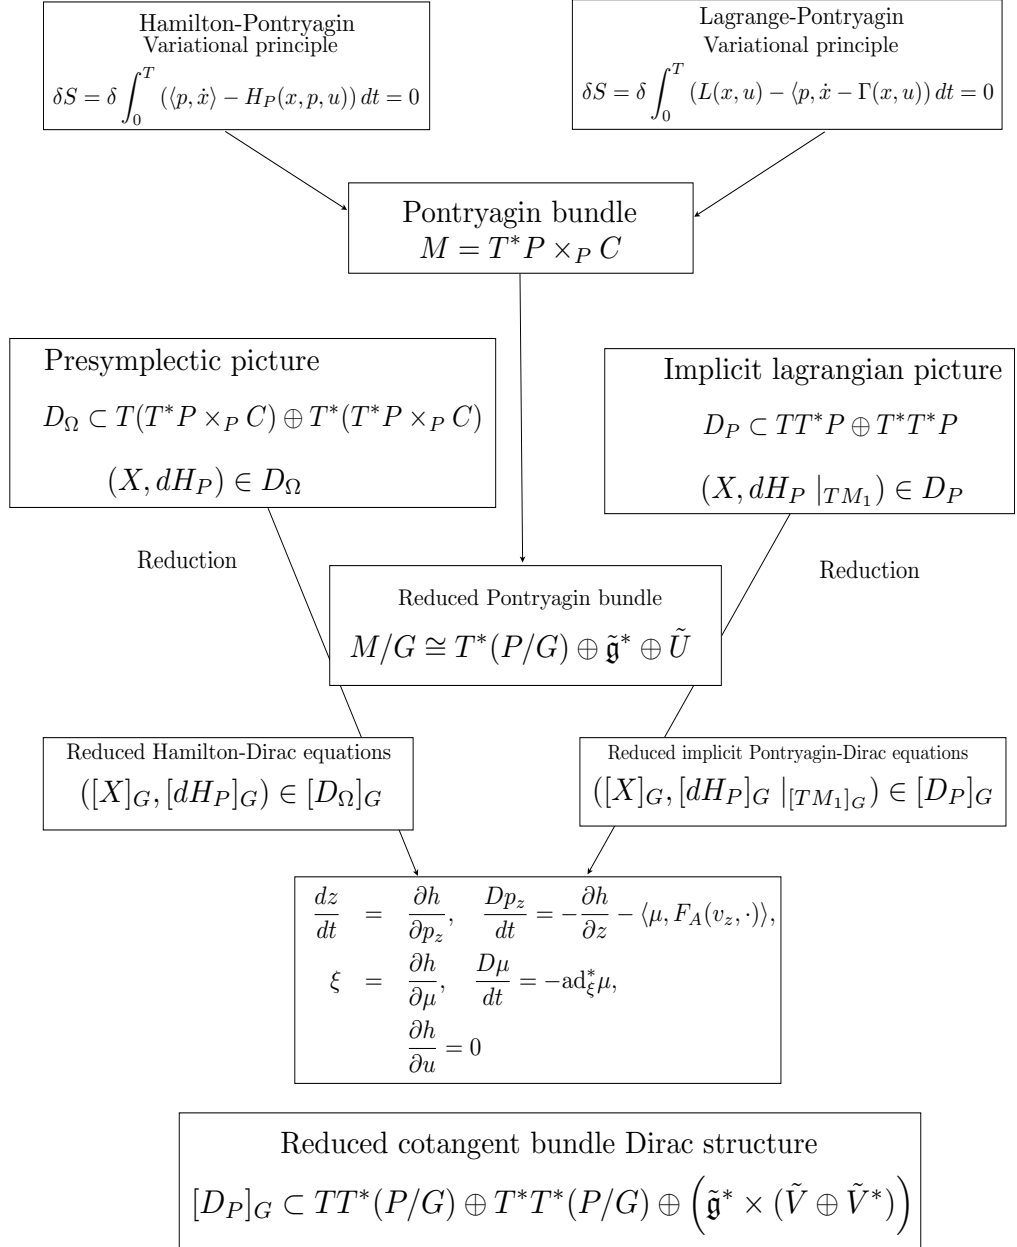 Hamilton-Pontryagin
Variational principle
δS = δ ∫₀ᵀ (⟨p, ẋ⟩ − H_P(x, p, u)) dt = 0
Lagrange-Pontryagin
Variational principle
δS = δ ∫₀ᵀ (L(x, u) − ⟨p, ẋ − Γ(x, u)) dt = 0
Pontryagin bundle
M = T*P ×_P C
Presymplectic picture
D_Ω ⊂ T(T*P ×_P C) ⊕ T*(T*P ×_P C)
(X, dH_P) ∈ D_Ω
Implicit lagrangian picture
D_P ⊂ TT*P ⊕ T*T*P
(X, dH_P |_{TM₁}) ∈ D_P
Reduction
Reduction
Reduced Pontryagin bundle
M/G ≅ T*(P/G) ⊕ 𝔤̃* ⊕ Ũ
Reduced Hamilton-Dirac equations
([X]_G, [dH_P]_G) ∈ [D_Ω]_G
Reduced implicit Pontryagin-Dirac equations
([X]_G, [dH_P]_G |_{[TM₁]_G}) ∈ [D_P]_G
dz/dt = ∂h/∂p_z, Dp_z/dt = −∂h/∂z − ⟨μ, F_A(v_z, ·)⟩,
ξ = ∂h/∂μ, Dμ/dt = −ad*_ξ μ,
∂h/∂u = 0
Reduced cotangent bundle Dirac structure
[D_P]_G ⊂ TT*(P/G) ⊕ T*T*(P/G) ⊕ (𝔤̃* × (Ṽ ⊕ Ṽ*))